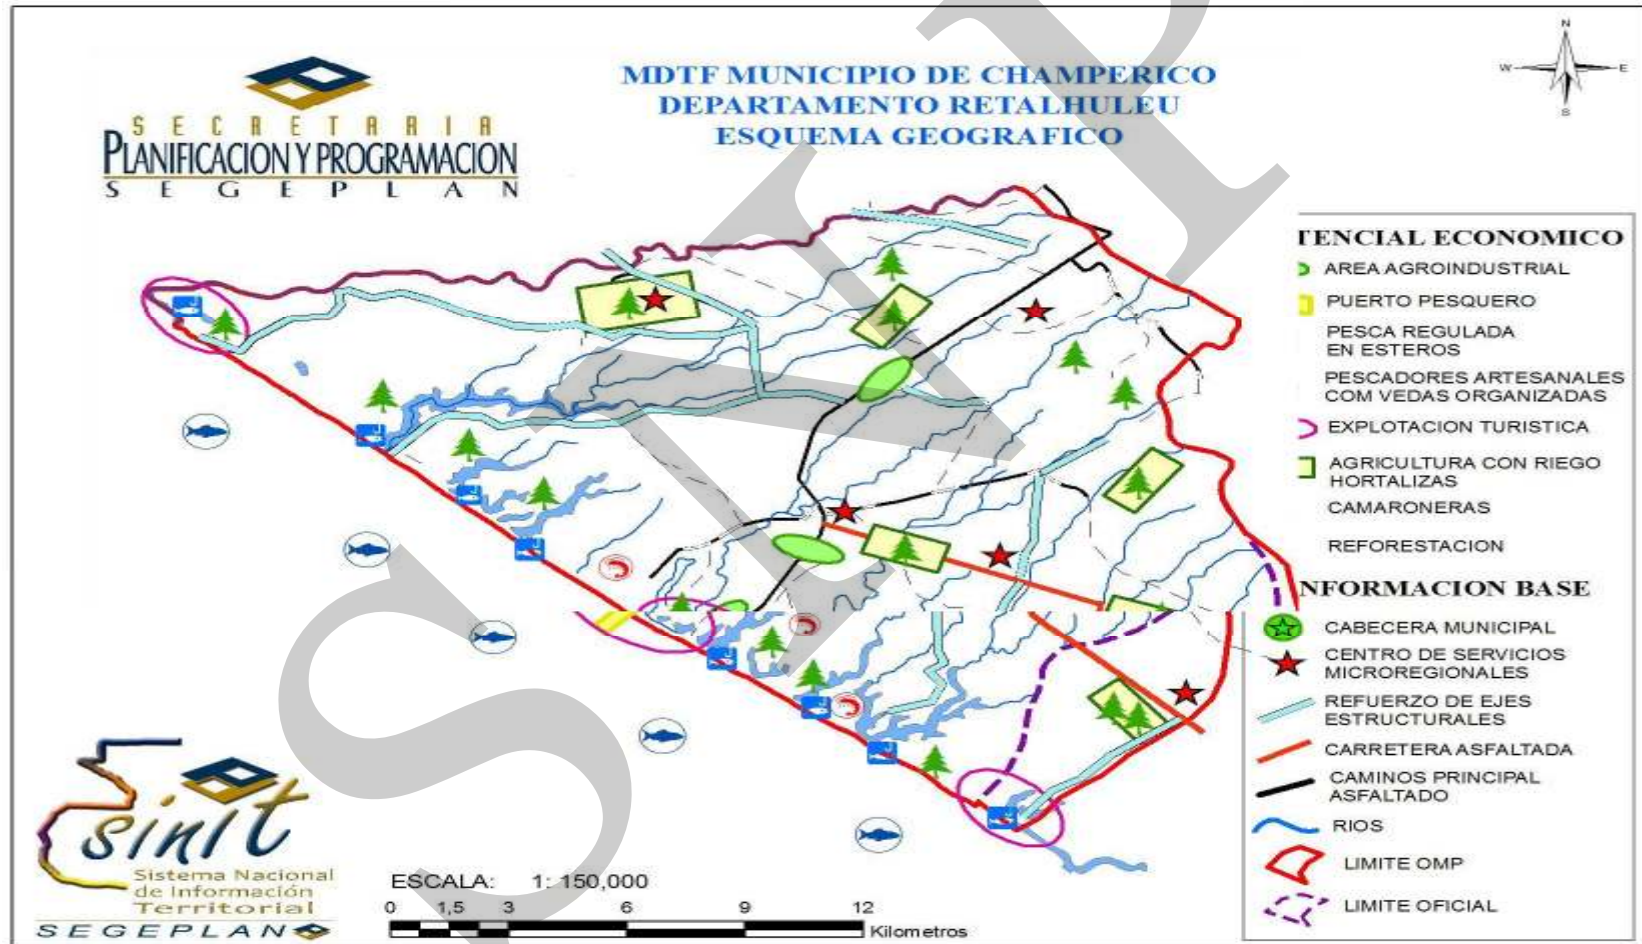 SECRETARIA
PLANIFICACION Y PROGRAMACION
SEGEPLAN
MDTF MUNICIPIO DE CHAMPERICO
DEPARTAMENTO RETALHULEU
ESQUEMA GEOGRAFICO
N
W
E
S
TENCIAL ECONOMICO
AREA AGROINDUSTRIAL
PUERTO PESQUERO
PESCA REGULADA
EN ESTEROS
PESCADORES ARTESANALES
COM VEDAS ORGANIZADAS
EXPLOTACION TURISTICA
AGRICULTURA CON RIEGO
HORTALIZAS
CAMARONERAS
REFORESTACION
NFORMACION BASE
CABECERA MUNICIPAL
CENTRO DE SERVICIOS
MICROREGIONALES
REFUERZO DE EJES
ESTRUCTURALES
CARRETERA ASFALTADA
CAMINOS PRINCIPAL
ASFALTADO
RIOS
LIMITE OMP
LIMITE OFICIAL
sinit
Sistema Nacional
de Información
Territorial
SEGEPLAN
ESCALA: 1: 150,000
0 1,5 3 6 9 12
Kilometros